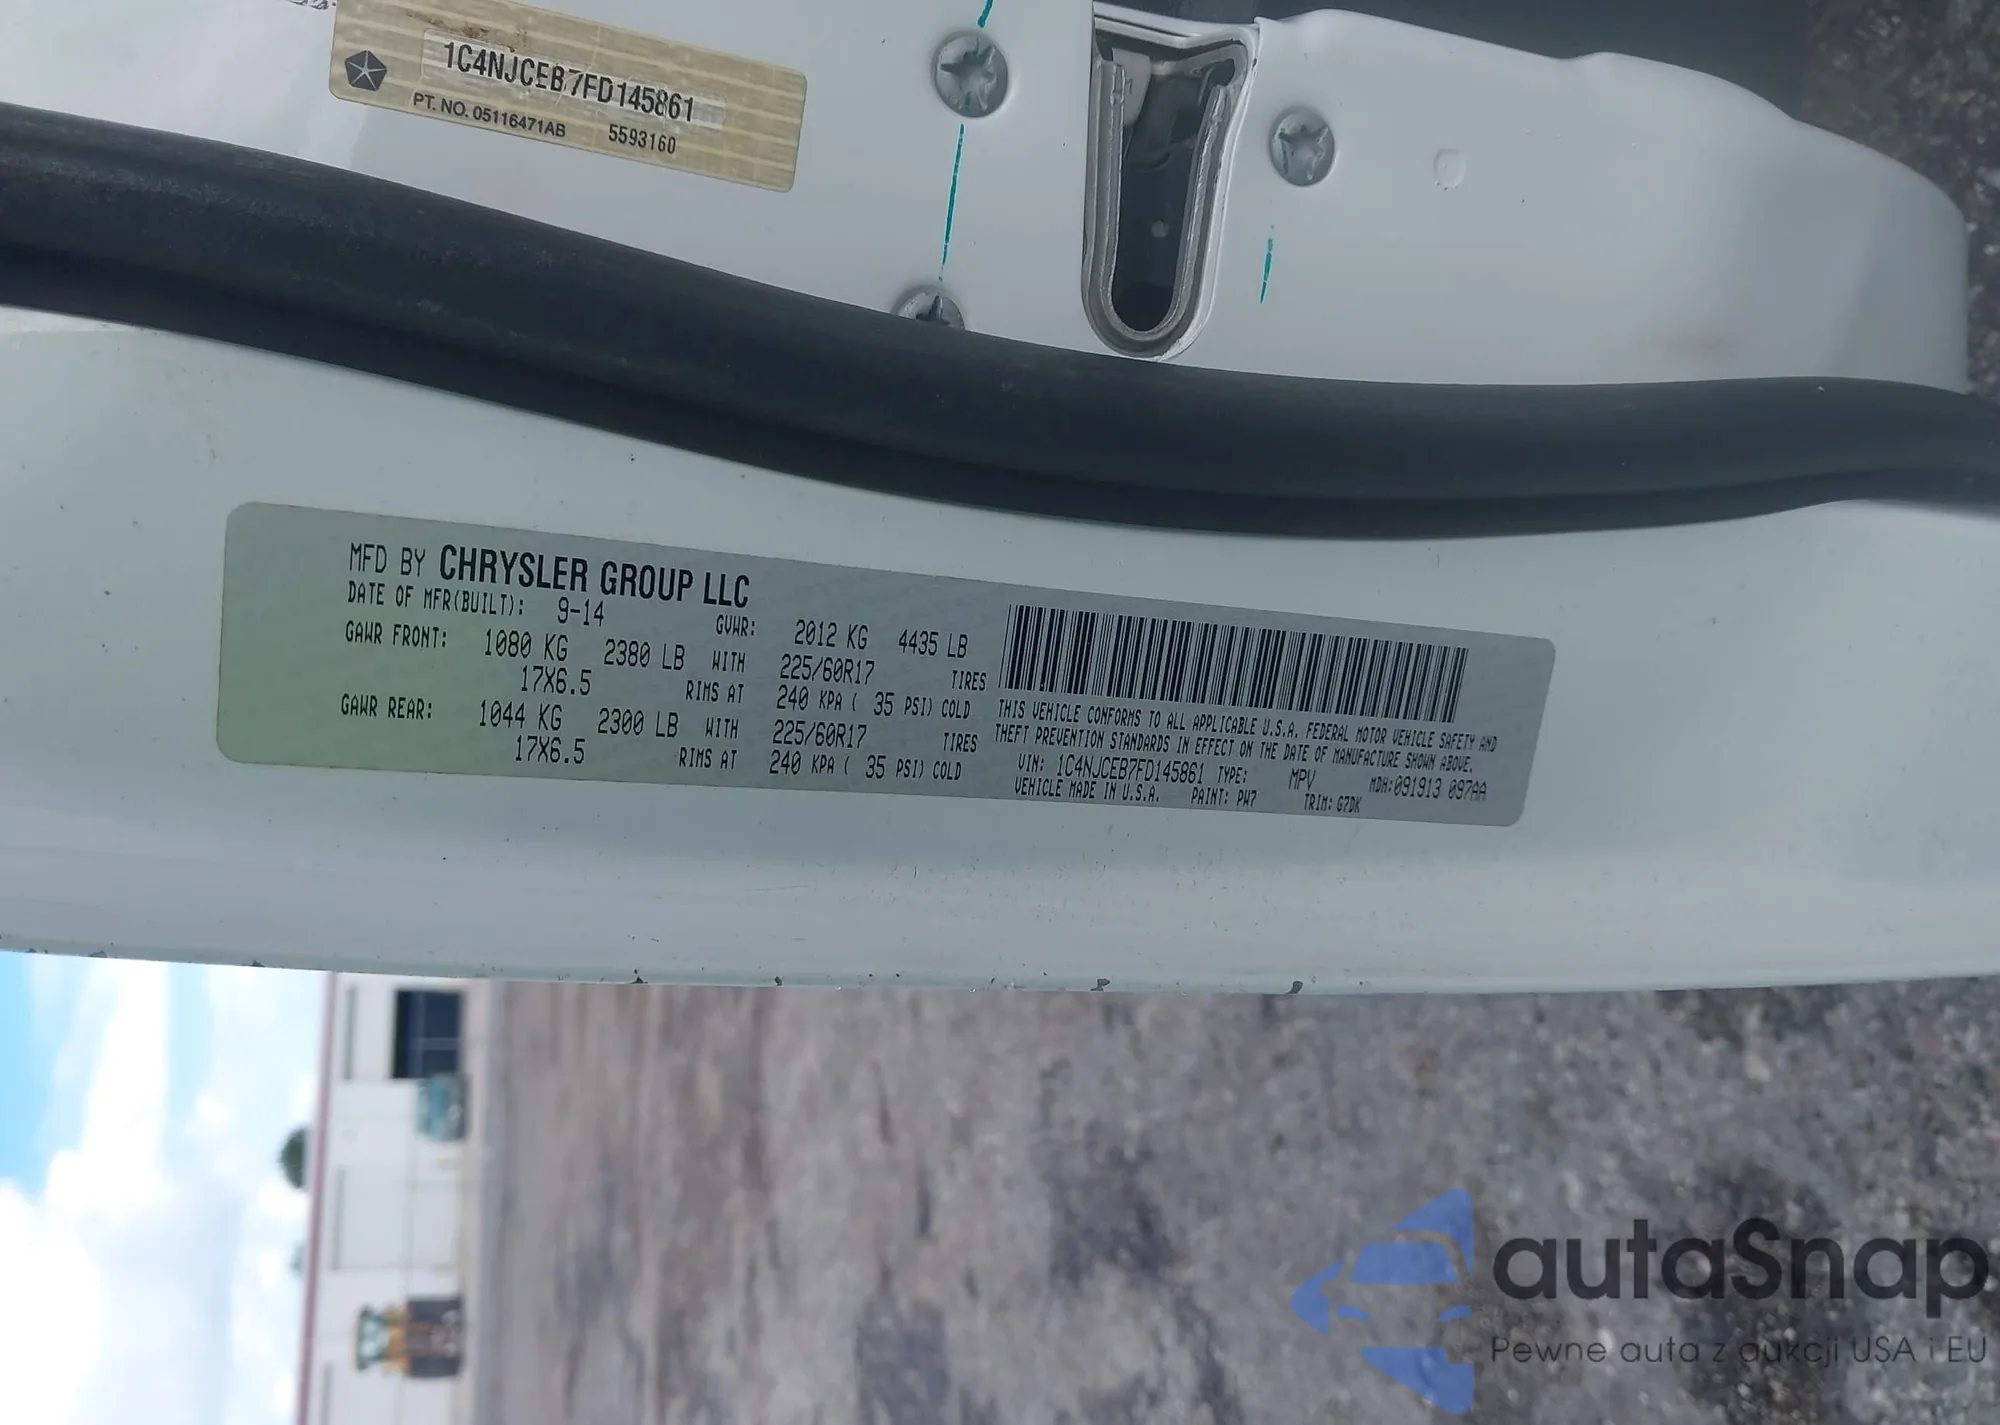 1C4NJCEB7FD145861
PT. NO. 05116471AB 5593160
MFD BY CHRYSLER GROUP LLC
DATE OF MFR(BUILT): 9-14 GVWR: 2012 KG 4435 LB
GAWR FRONT: 1080 KG 2380 LB WITH 225/60R17 TIRES
17X6.5 RIMS AT 240 KPA ( 35 PSI) COLD
GAWR REAR: 1044 KG 2300 LB WITH 225/60R17 TIRES
17X6.5 RIMS AT 240 KPA ( 35 PSI) COLD
THIS VEHICLE CONFORMS TO ALL APPLICABLE U.S.A. FEDERAL MOTOR VEHICLE SAFETY AND
THEFT PREVENTION STANDARDS IN EFFECT ON THE DATE OF MANUFACTURE SHOWN ABOVE.
VIN: 1C4NJCEB7FD145861 TYPE: MPV MDH:091913 097AA
VEHICLE MADE IN U.S.A. PAINT: PW7 TRIM: G7DK
autaSnap
Pewne auta z aukcji USA i EU